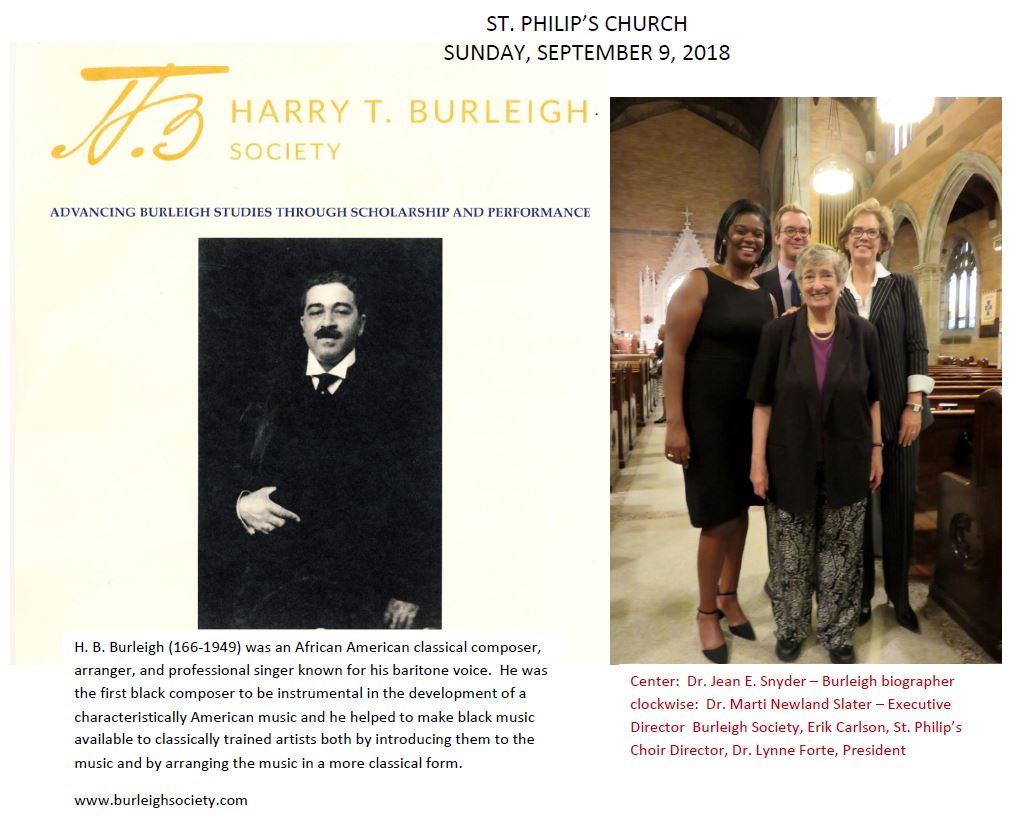 ST. PHILIP’S CHURCH
SUNDAY, SEPTEMBER 9, 2018
H.B
HARRY T. BURLEIGH
SOCIETY
ADVANCING BURLEIGH STUDIES THROUGH SCHOLARSHIP AND PERFORMANCE
H. B. Burleigh (166-1949) was an African American classical composer,
arranger, and professional singer known for his baritone voice.  He was
the first black composer to be instrumental in the development of a
characteristically American music and he helped to make black music
available to classically trained artists both by introducing them to the
music and by arranging the music in a more classical form.
www.burleighsociety.com
Center:  Dr. Jean E. Snyder – Burleigh biographer
clockwise:  Dr. Marti Newland Slater – Executive
Director  Burleigh Society, Erik Carlson, St. Philip’s
Choir Director, Dr. Lynne Forte, President